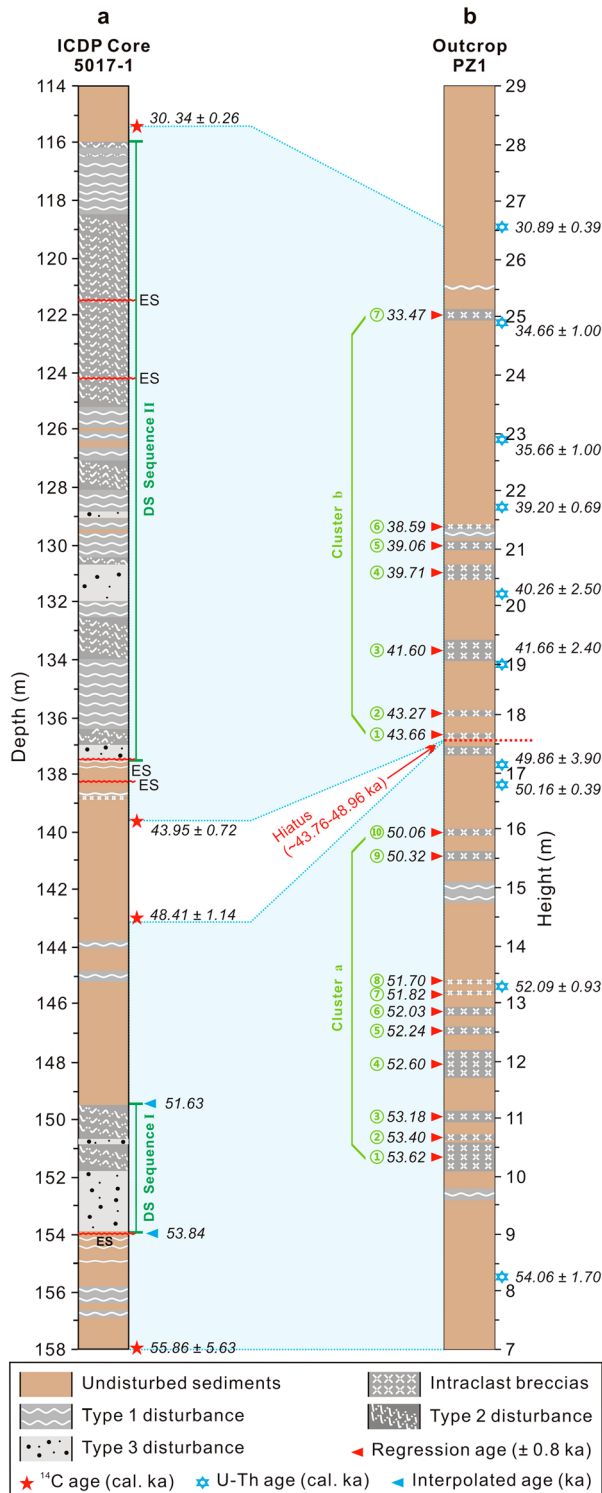 a
b
ICDP Core
5017-1
Outcrop
PZ1
114
116
118
120
122
124
126
128
130
132
134
136
138
140
142
144
146
148
150
152
154
156
158
Depth (m)
30. 34 ± 0.26
ES
ES
DS Sequence II
ES
ES
43.95 ± 0.72
48.41 ± 1.14
51.63
DS Sequence I
53.84
ES
55.86 ± 5.63
Hiatus
(~43.76-48.96 ka)
Cluster b
⑦ 33.47
⑥ 38.59
⑤ 39.06
④ 39.71
③ 41.60
② 43.27
① 43.66
Cluster a
⑩ 50.06
⑨ 50.32
⑧ 51.70
⑦ 51.82
⑥ 52.03
⑤ 52.24
④ 52.60
③ 53.18
② 53.40
① 53.62
29
28
27
26
25
24
23
22
21
20
19
18
17
16
15
14
13
12
11
10
9
8
7
Height (m)
30.89 ± 0.39
34.66 ± 1.00
35.66 ± 1.00
39.20 ± 0.69
40.26 ± 2.50
41.66 ± 2.40
49.86 ± 3.90
50.16 ± 0.39
52.09 ± 0.93
54.06 ± 1.70
Undisturbed sediments
Intraclast breccias
Type 1 disturbance
Type 2 disturbance
Type 3 disturbance
Regression age (± 0.8 ka)
¹⁴C age (cal. ka)
U-Th age (cal. ka)
Interpolated age (ka)